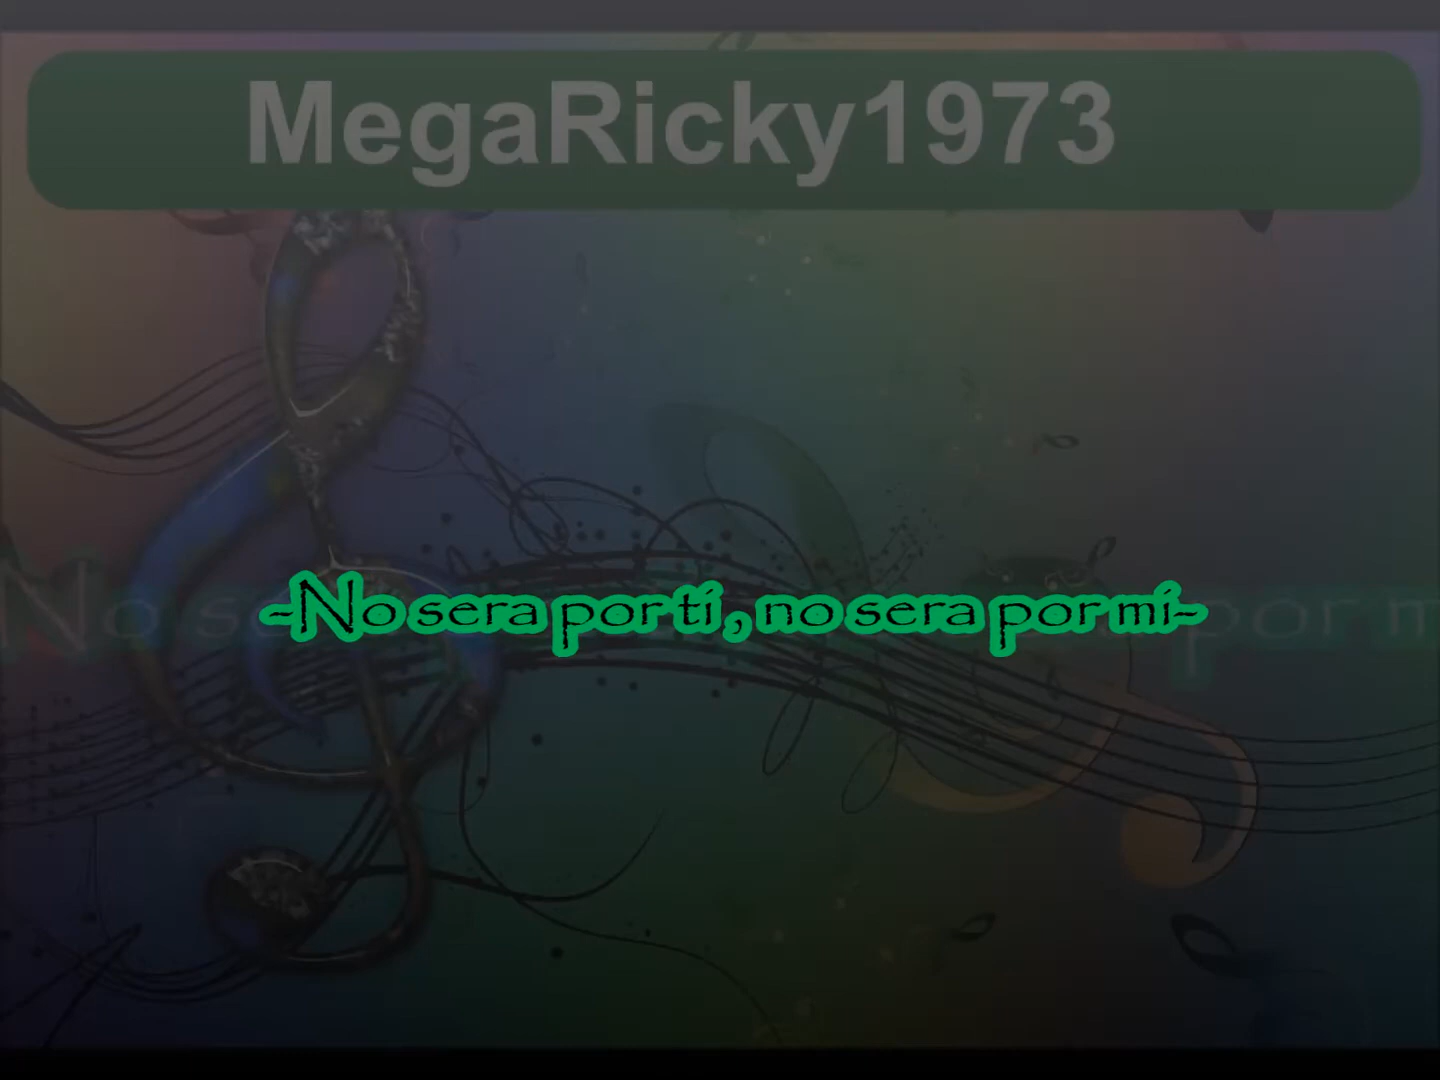 MegaRicky1973
-No sera por ti , no sera por mi-